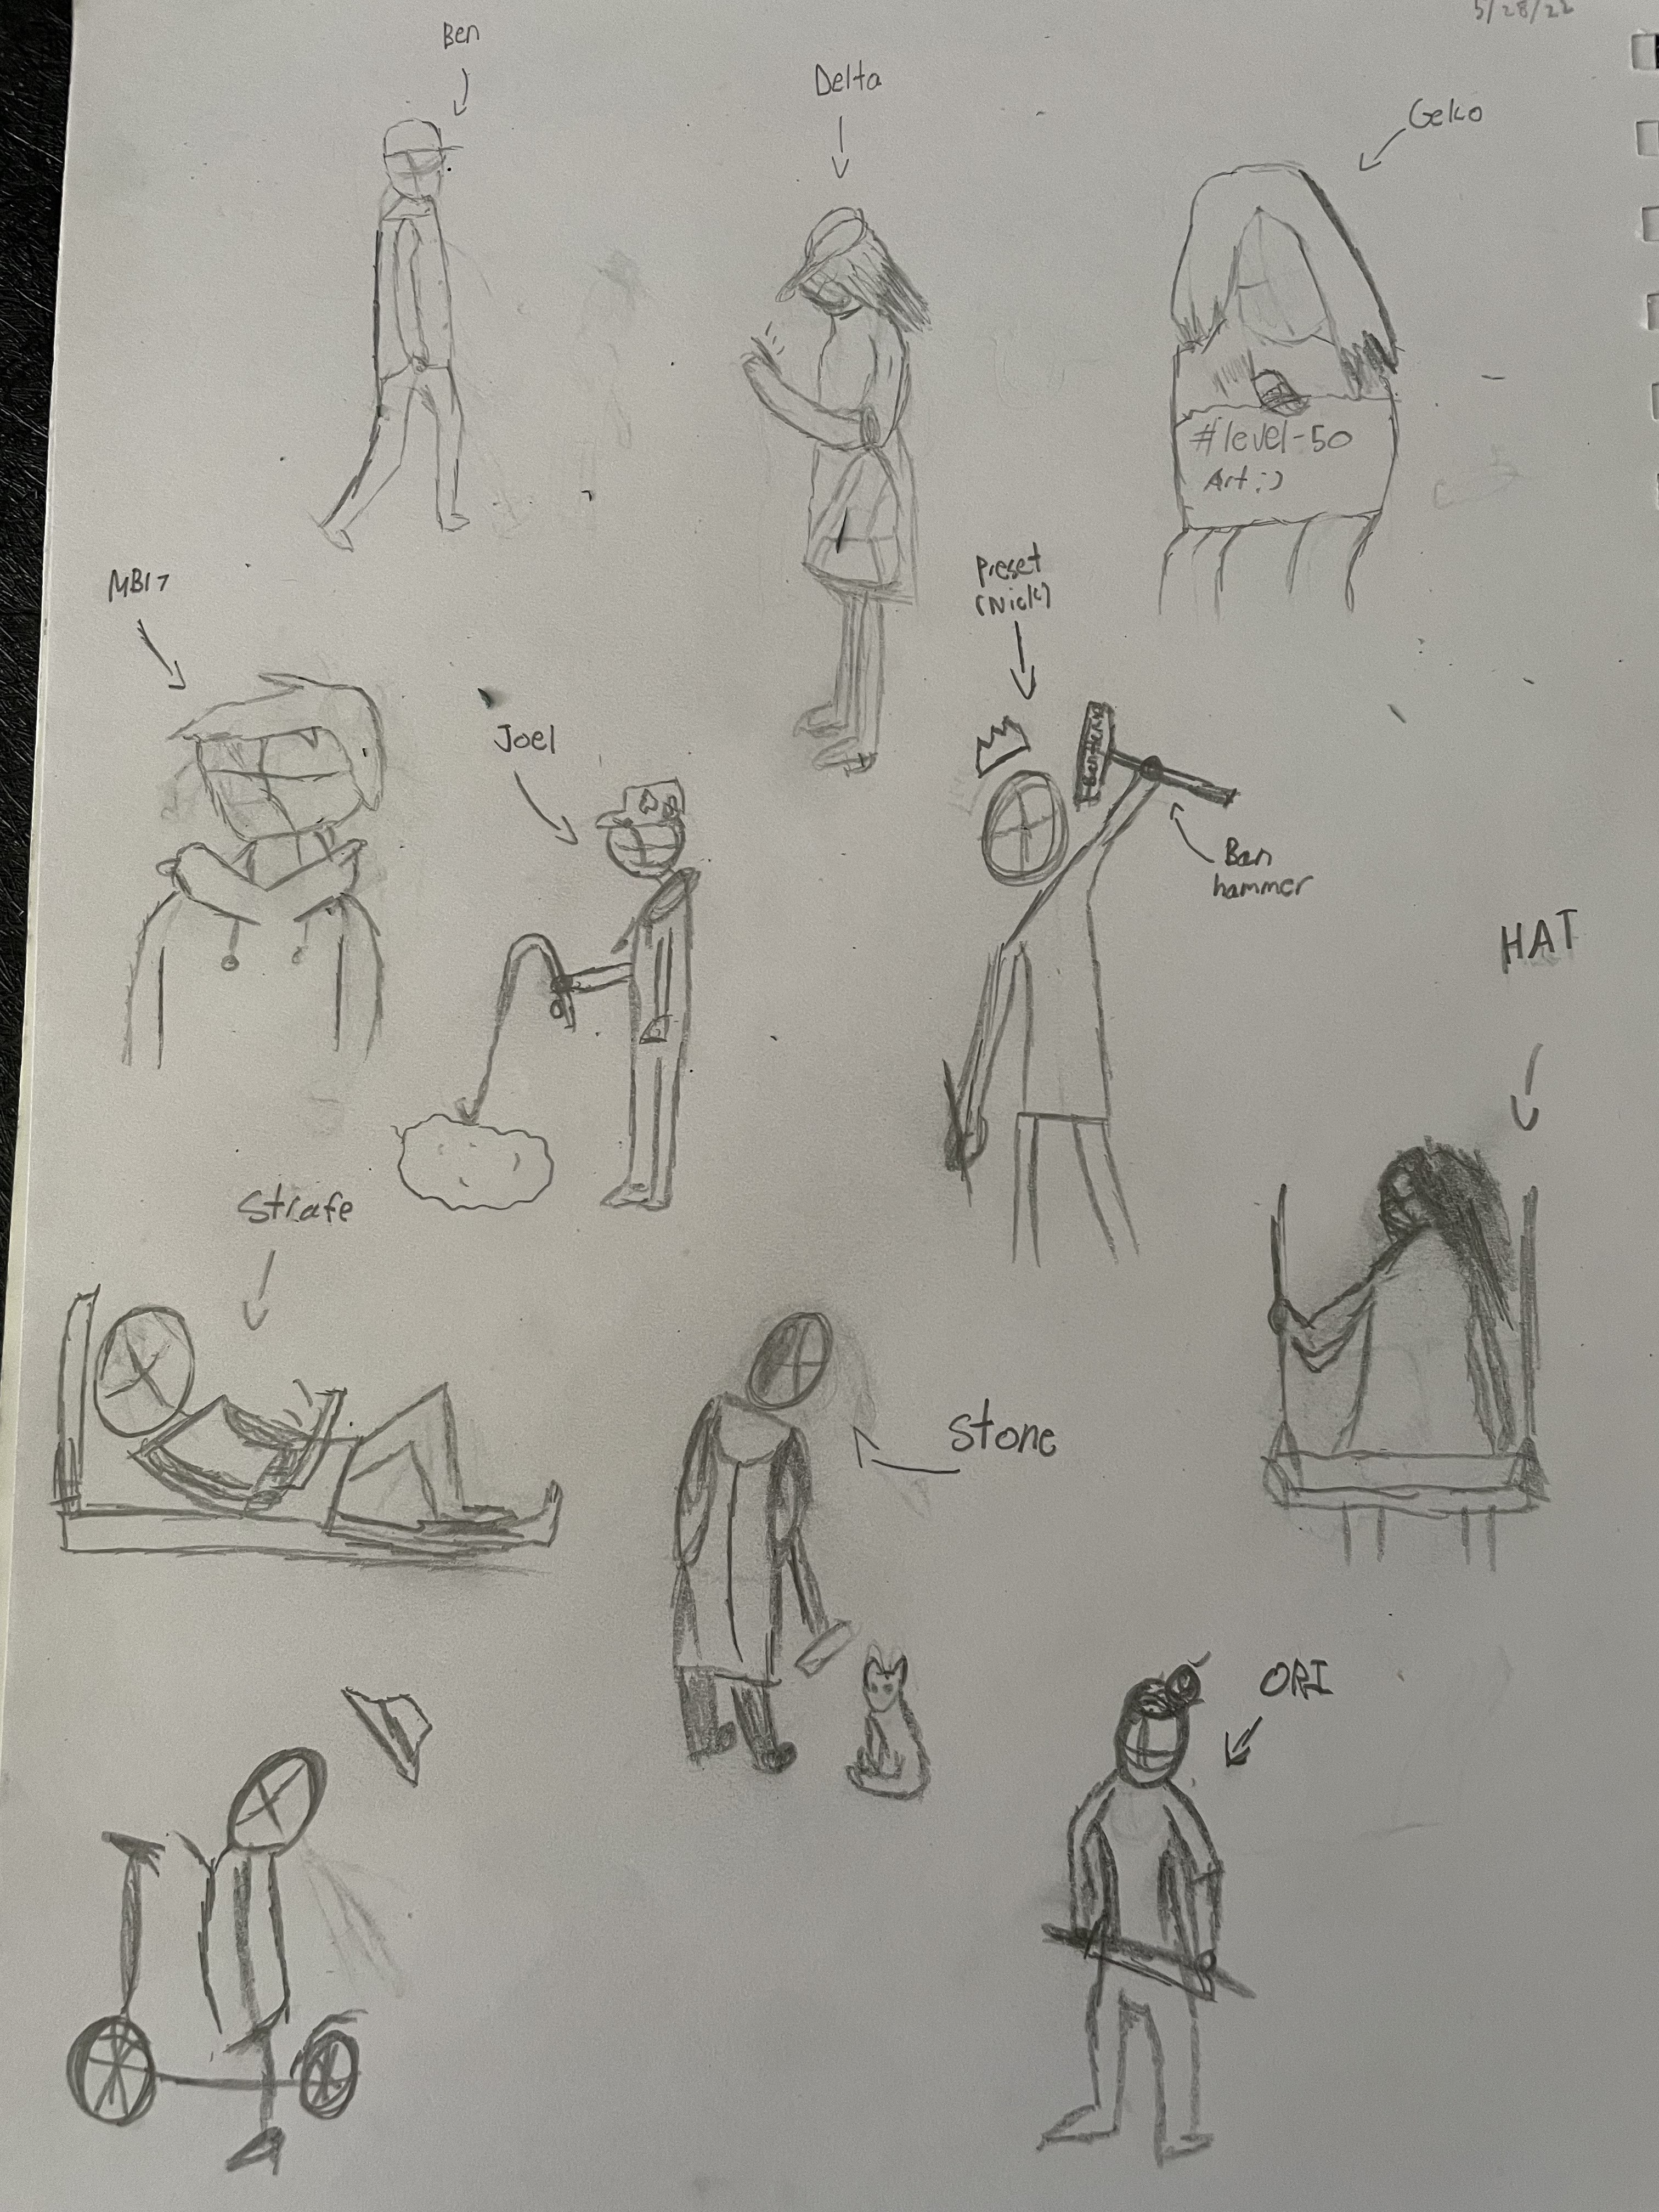 5/28/22
Ben
Delta
Geko
#level-50
Art :)
Preset
(Nick)
MB17
Joel
Ban
hammer
HAT
Strafe
Stone
ORI